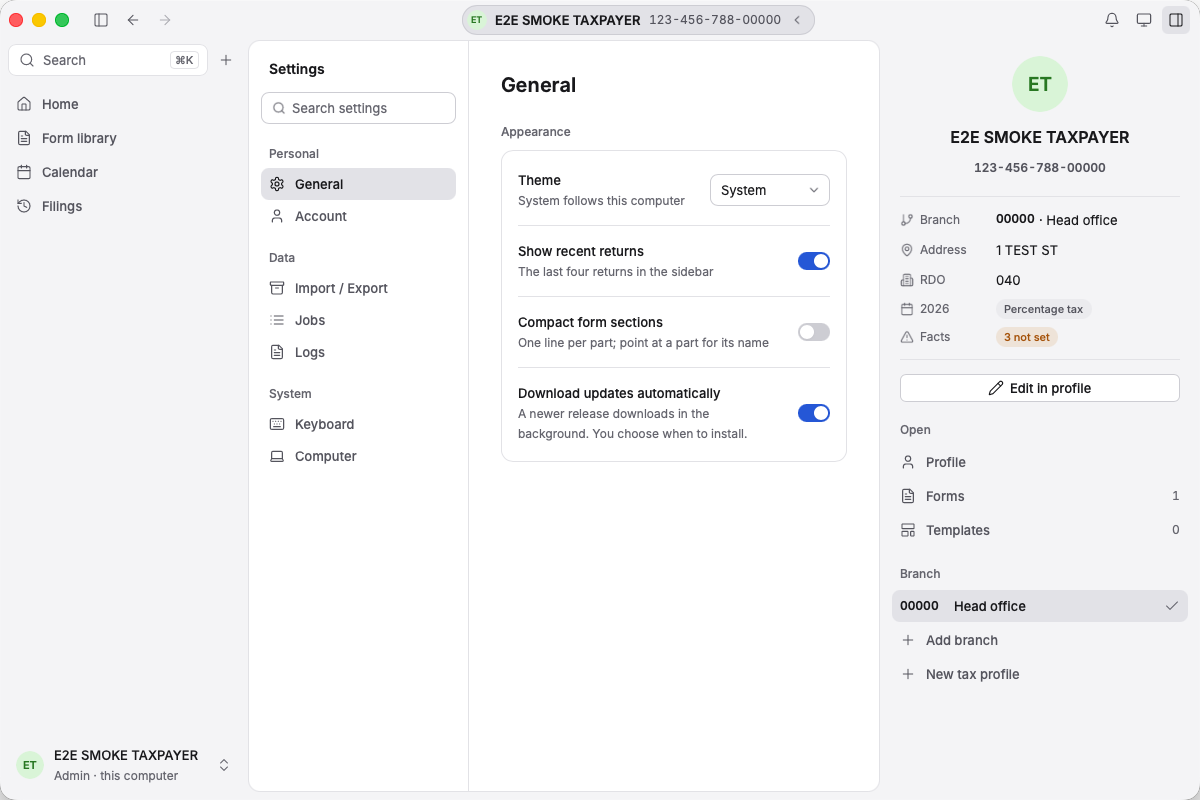 ET E2E SMOKE TAXPAYER 123-456-788-00000
Search ⌘K
Home
Form library
Calendar
Filings
ET
E2E SMOKE TAXPAYER
Admin · this computer
Settings
Search settings
Personal
General
Account
Data
Import / Export
Jobs
Logs
System
Keyboard
Computer
General
Appearance
Theme
System follows this computer
System
Show recent returns
The last four returns in the sidebar
Compact form sections
One line per part; point at a part for its name
Download updates automatically
A newer release downloads in the
background. You choose when to install.
ET
E2E SMOKE TAXPAYER
123-456-788-00000
Branch 00000 · Head office
Address 1 TEST ST
RDO 040
2026 Percentage tax
Facts 3 not set
Edit in profile
Open
Profile
Forms 1
Templates 0
Branch
00000 Head office
Add branch
New tax profile